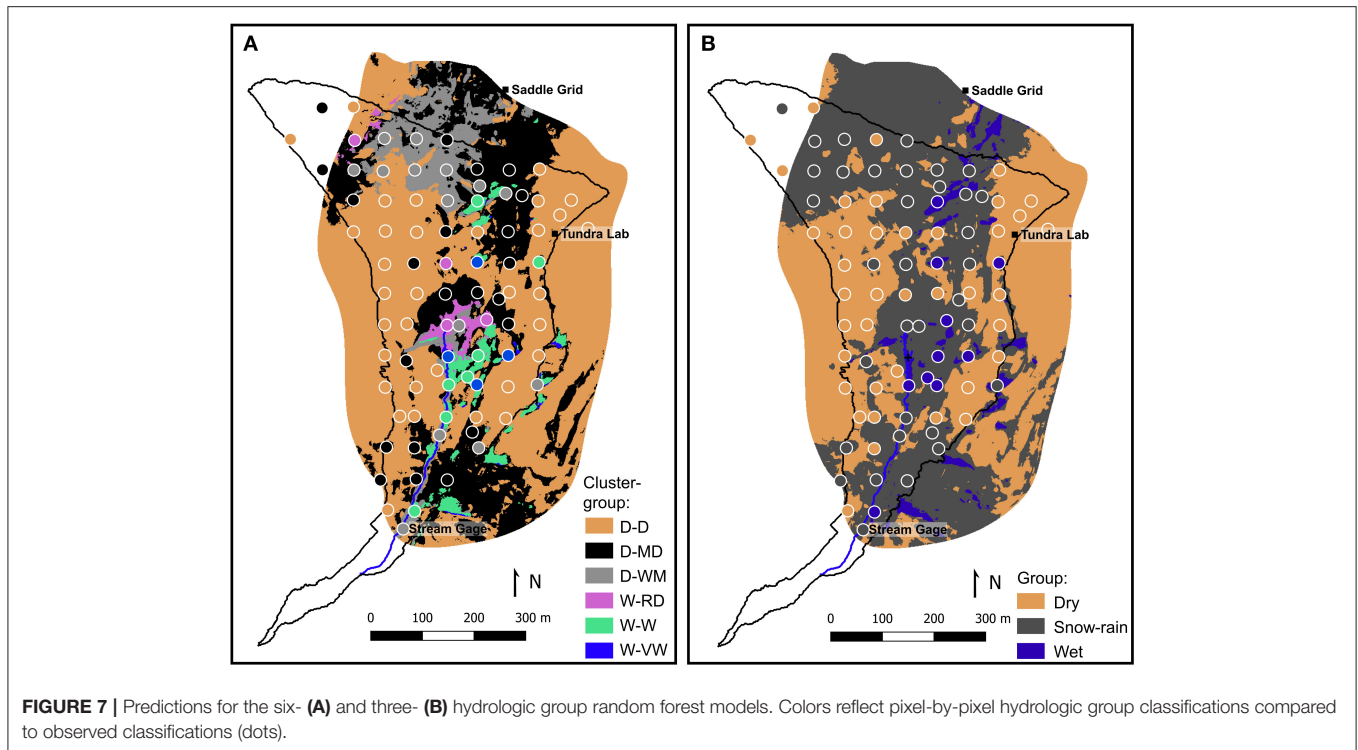 A
Saddle Grid
Tundra Lab
Stream Gage
N
0 100 200 300 m
Cluster-
group:
D-D
D-MD
D-WM
W-RD
W-W
W-VW
B
Saddle Grid
Tundra Lab
Stream Gage
N
0 100 200 300 m
Group:
Dry
Snow-rain
Wet
FIGURE 7 | Predictions for the six- (A) and three- (B) hydrologic group random forest models. Colors reflect pixel-by-pixel hydrologic group classifications compared
to observed classifications (dots).